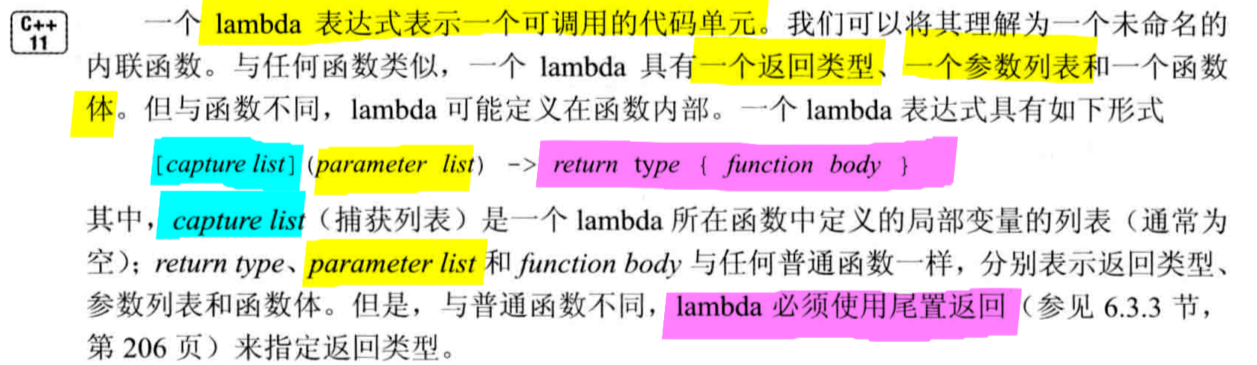 C++
11
一个 lambda 表达式表示一个可调用的代码单元。我们可以将其理解为一个未命名的
内联函数。与任何函数类似，一个 lambda 具有一个返回类型、一个参数列表和一个函数
体。但与函数不同，lambda 可能定义在函数内部。一个 lambda 表达式具有如下形式
[capture list](parameter list) -> return type { function body }
其中，capture list（捕获列表）是一个 lambda 所在函数中定义的局部变量的列表（通常为
空）；return type、parameter list 和 function body 与任何普通函数一样，分别表示返回类型、
参数列表和函数体。但是，与普通函数不同，lambda 必须使用尾置返回（参见 6.3.3 节，
第 206 页）来指定返回类型。